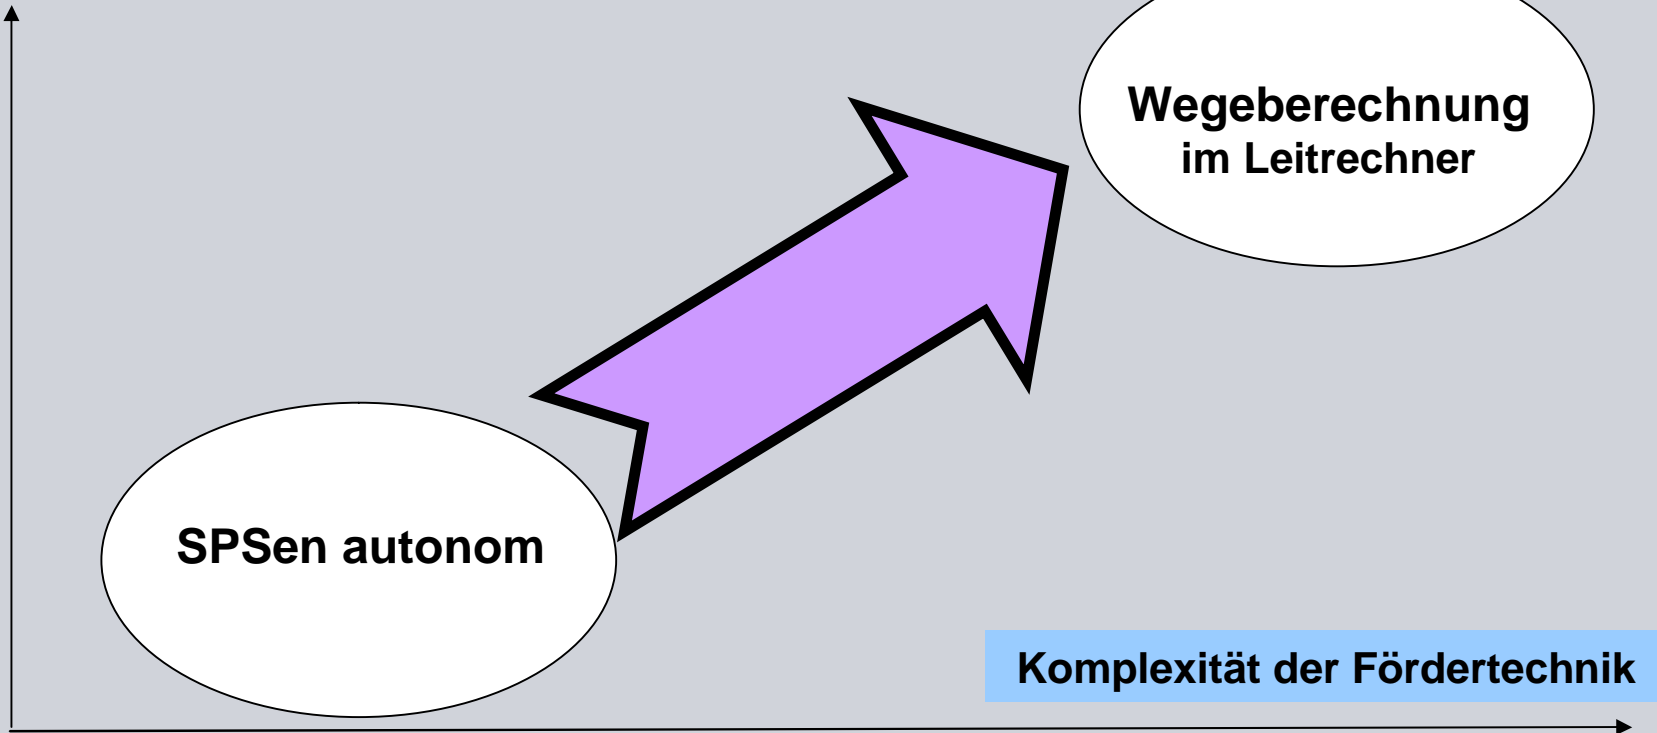 Wegeberechnung
im Leitrechner
SPSen autonom
Komplexität der Fördertechnik